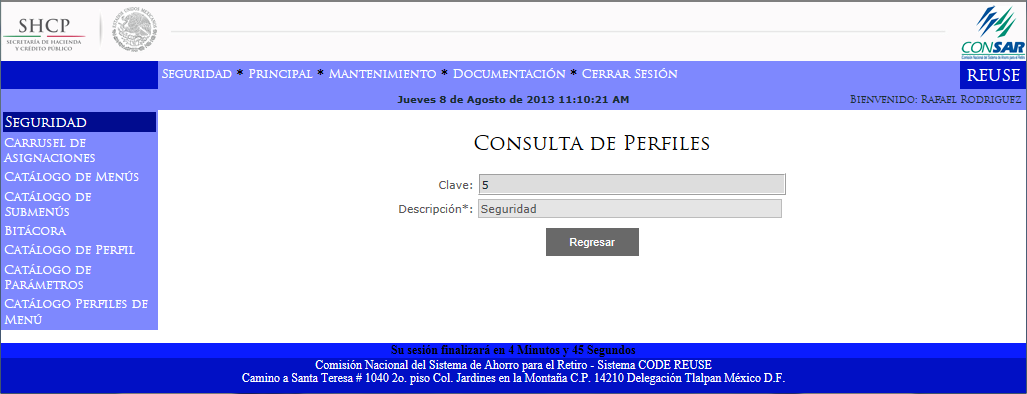 SHCP
SECRETARÍA DE HACIENDA
Y CRÉDITO PÚBLICO
ESTADOS UNIDOS MEXICANOS
CONSAR
Comisión Nacional del Sistema de Ahorro para el Retiro
SEGURIDAD * PRINCIPAL * MANTENIMIENTO * DOCUMENTACIÓN * CERRAR SESIÓN
REUSE
Jueves 8 de Agosto de 2013 11:10:21 AM
BIENVENIDO: RAFAEL RODRIGUEZ
SEGURIDAD
CARRUSEL DE
ASIGNACIONES
CATÁLOGO DE MENÚS
CATÁLOGO DE
SUBMENÚS
BITÁCORA
CATÁLOGO DE PERFIL
CATÁLOGO DE
PARÁMETROS
CATÁLOGO PERFILES DE
MENÚ
CONSULTA DE PERFILES
Clave: 5
Descripción*: Seguridad
Regresar
Su sesión finalizará en 4 Minutos y 45 Segundos
Comisión Nacional del Sistema de Ahorro para el Retiro - Sistema CODE REUSE
Camino a Santa Teresa # 1040 2o. piso Col. Jardines en la Montaña C.P. 14210 Delegación Tlalpan México D.F.